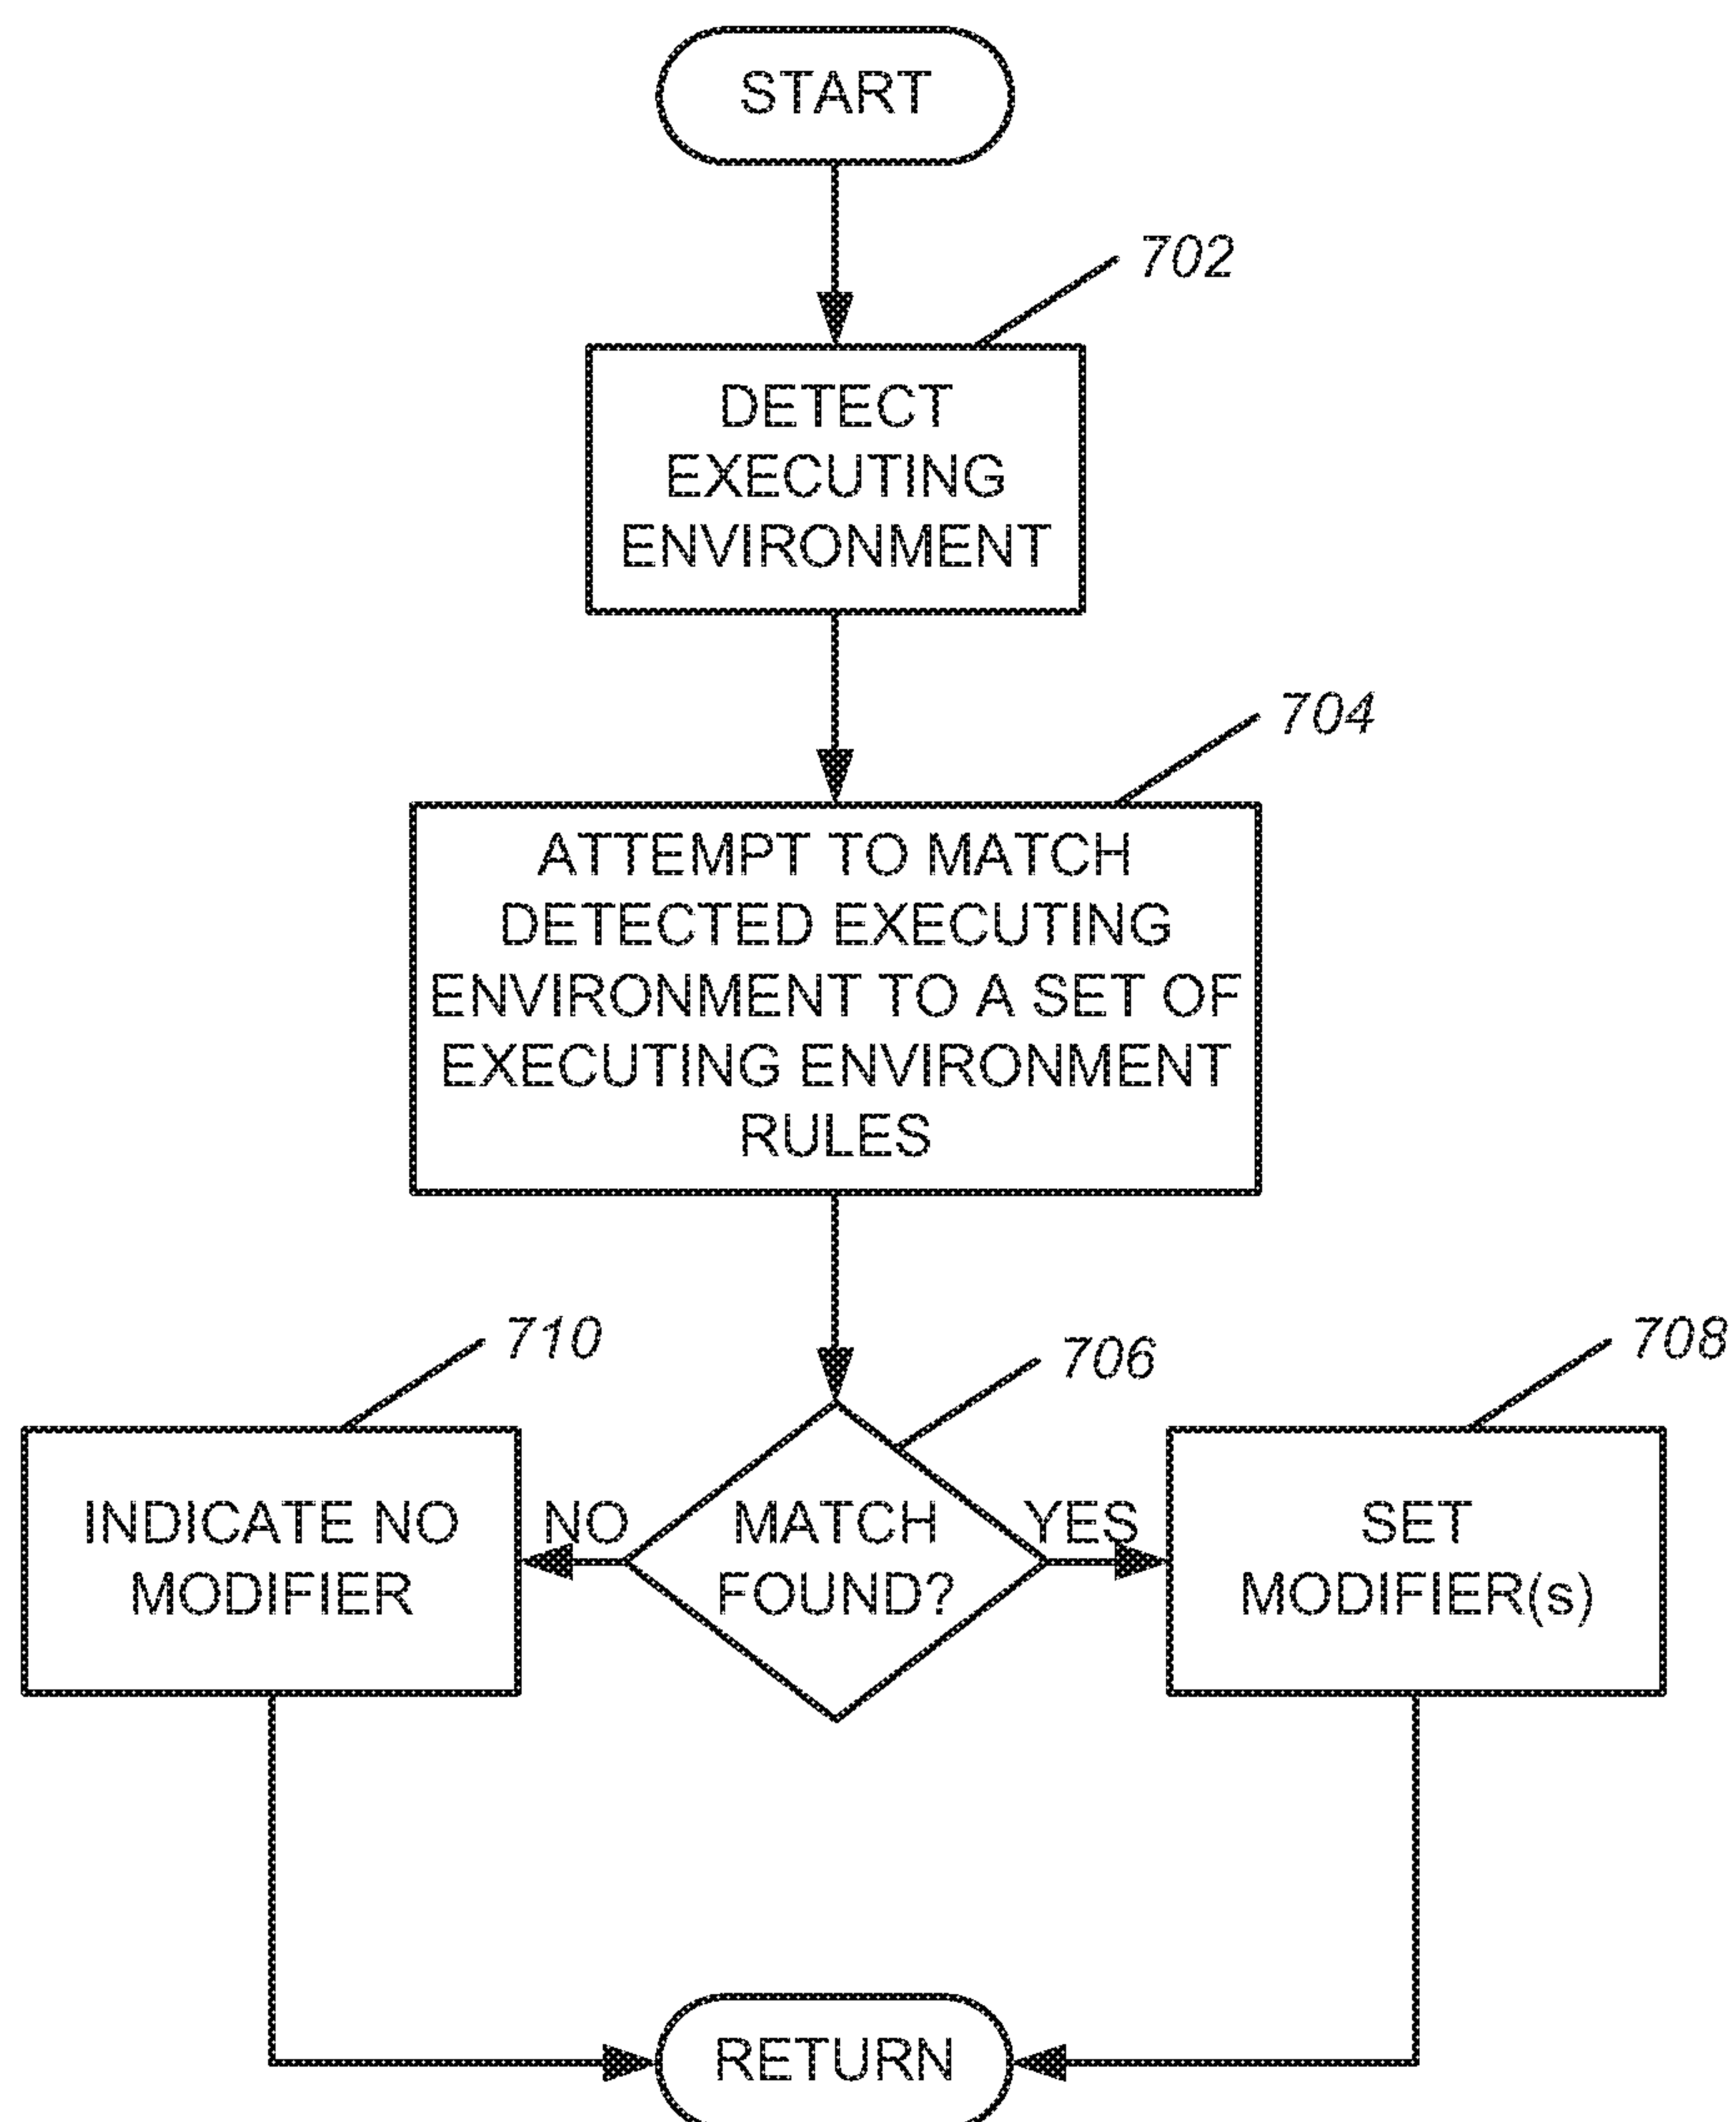 START
702
DETECT
EXECUTING
ENVIRONMENT
704
ATTEMPT TO MATCH
DETECTED EXECUTING
ENVIRONMENT TO A SET OF
EXECUTING ENVIRONMENT
RULES
710
706
708
INDICATE NO
MODIFIER
NO
MATCH
FOUND?
YES
SET
MODIFIER(s)
RETURN